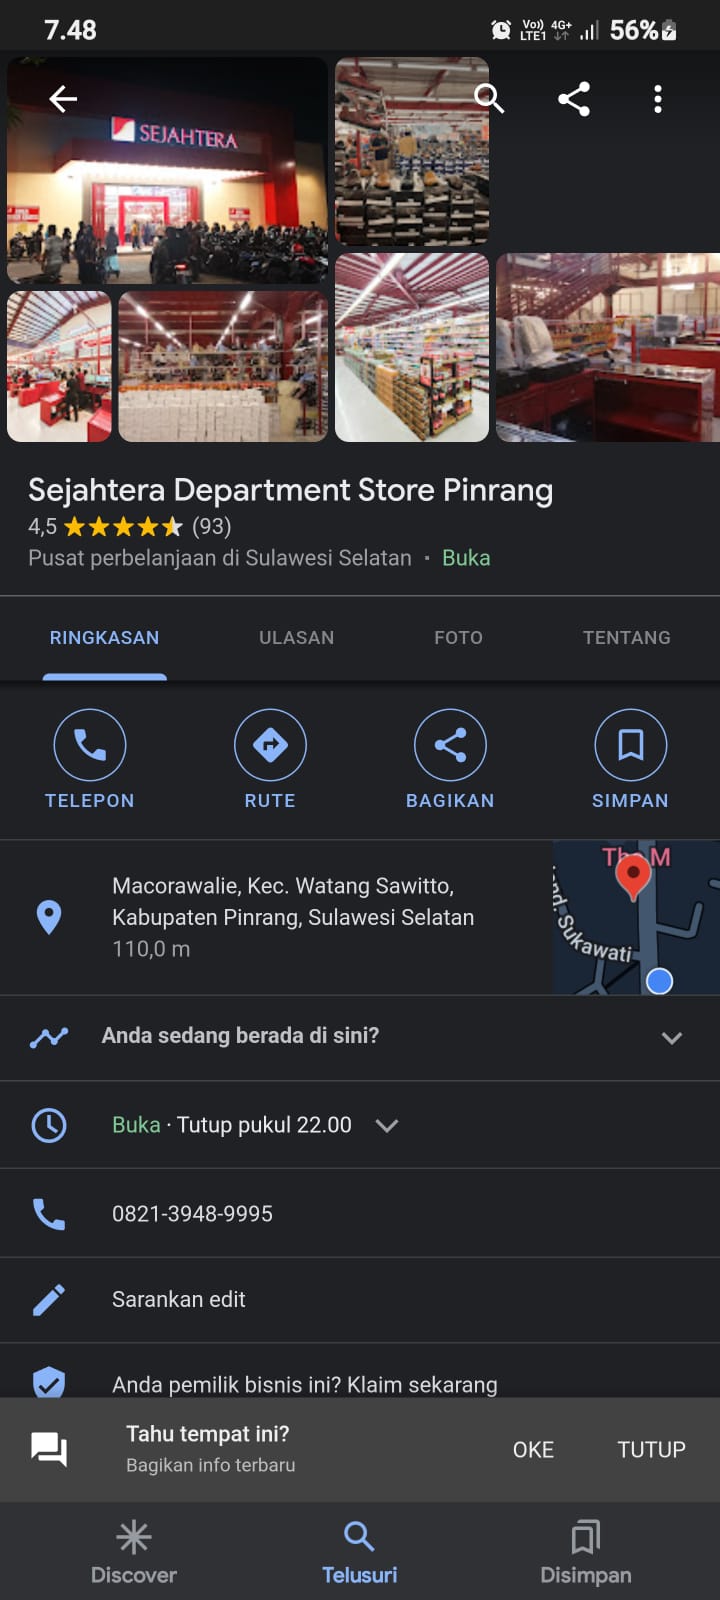 7.48
Vo)) LTE1 4G+ 56%
SEJAHTERA
Sejahtera Department Store Pinrang
4,5 (93)
Pusat perbelanjaan di Sulawesi Selatan · Buka
RINGKASAN ULASAN FOTO TENTANG
TELEPON RUTE BAGIKAN SIMPAN
Macorawalie, Kec. Watang Sawitto,
Kabupaten Pinrang, Sulawesi Selatan
110,0 m
M
Sukawati
Anda sedang berada di sini?
Buka · Tutup pukul 22.00
0821-3948-9995
Sarankan edit
Anda pemilik bisnis ini? Klaim sekarang
Tahu tempat ini?
Bagikan info terbaru
OKE TUTUP
Discover Telusuri Disimpan